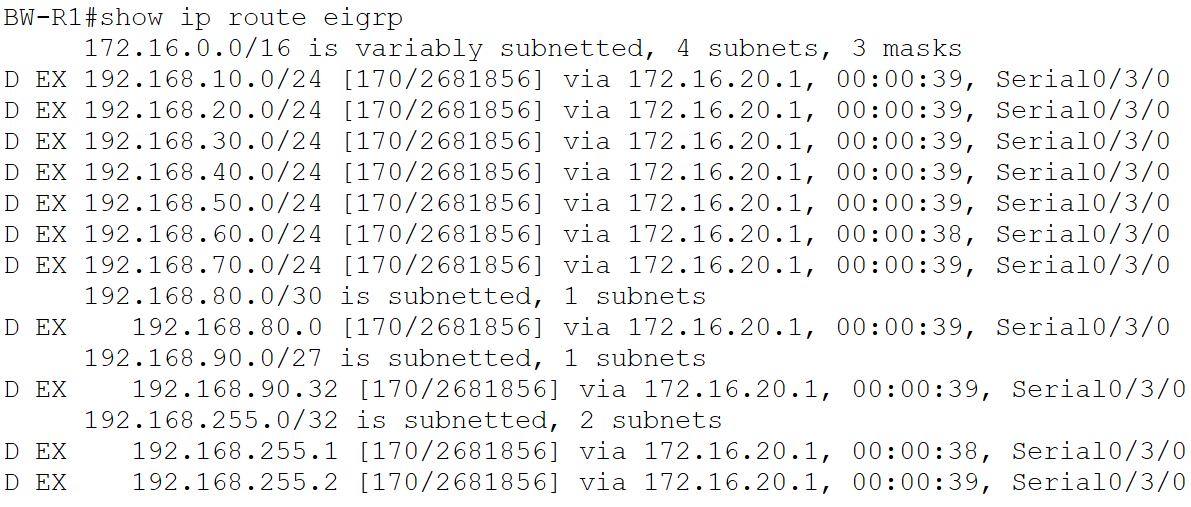 BW-R1#show ip route eigrp
     172.16.0.0/16 is variably subnetted, 4 subnets, 3 masks
D EX 192.168.10.0/24 [170/2681856] via 172.16.20.1, 00:00:39, Serial0/3/0
D EX 192.168.20.0/24 [170/2681856] via 172.16.20.1, 00:00:39, Serial0/3/0
D EX 192.168.30.0/24 [170/2681856] via 172.16.20.1, 00:00:39, Serial0/3/0
D EX 192.168.40.0/24 [170/2681856] via 172.16.20.1, 00:00:39, Serial0/3/0
D EX 192.168.50.0/24 [170/2681856] via 172.16.20.1, 00:00:39, Serial0/3/0
D EX 192.168.60.0/24 [170/2681856] via 172.16.20.1, 00:00:38, Serial0/3/0
D EX 192.168.70.0/24 [170/2681856] via 172.16.20.1, 00:00:39, Serial0/3/0
     192.168.80.0/30 is subnetted, 1 subnets
D EX    192.168.80.0 [170/2681856] via 172.16.20.1, 00:00:39, Serial0/3/0
     192.168.90.0/27 is subnetted, 1 subnets
D EX    192.168.90.32 [170/2681856] via 172.16.20.1, 00:00:39, Serial0/3/0
     192.168.255.0/32 is subnetted, 2 subnets
D EX    192.168.255.1 [170/2681856] via 172.16.20.1, 00:00:38, Serial0/3/0
D EX    192.168.255.2 [170/2681856] via 172.16.20.1, 00:00:39, Serial0/3/0